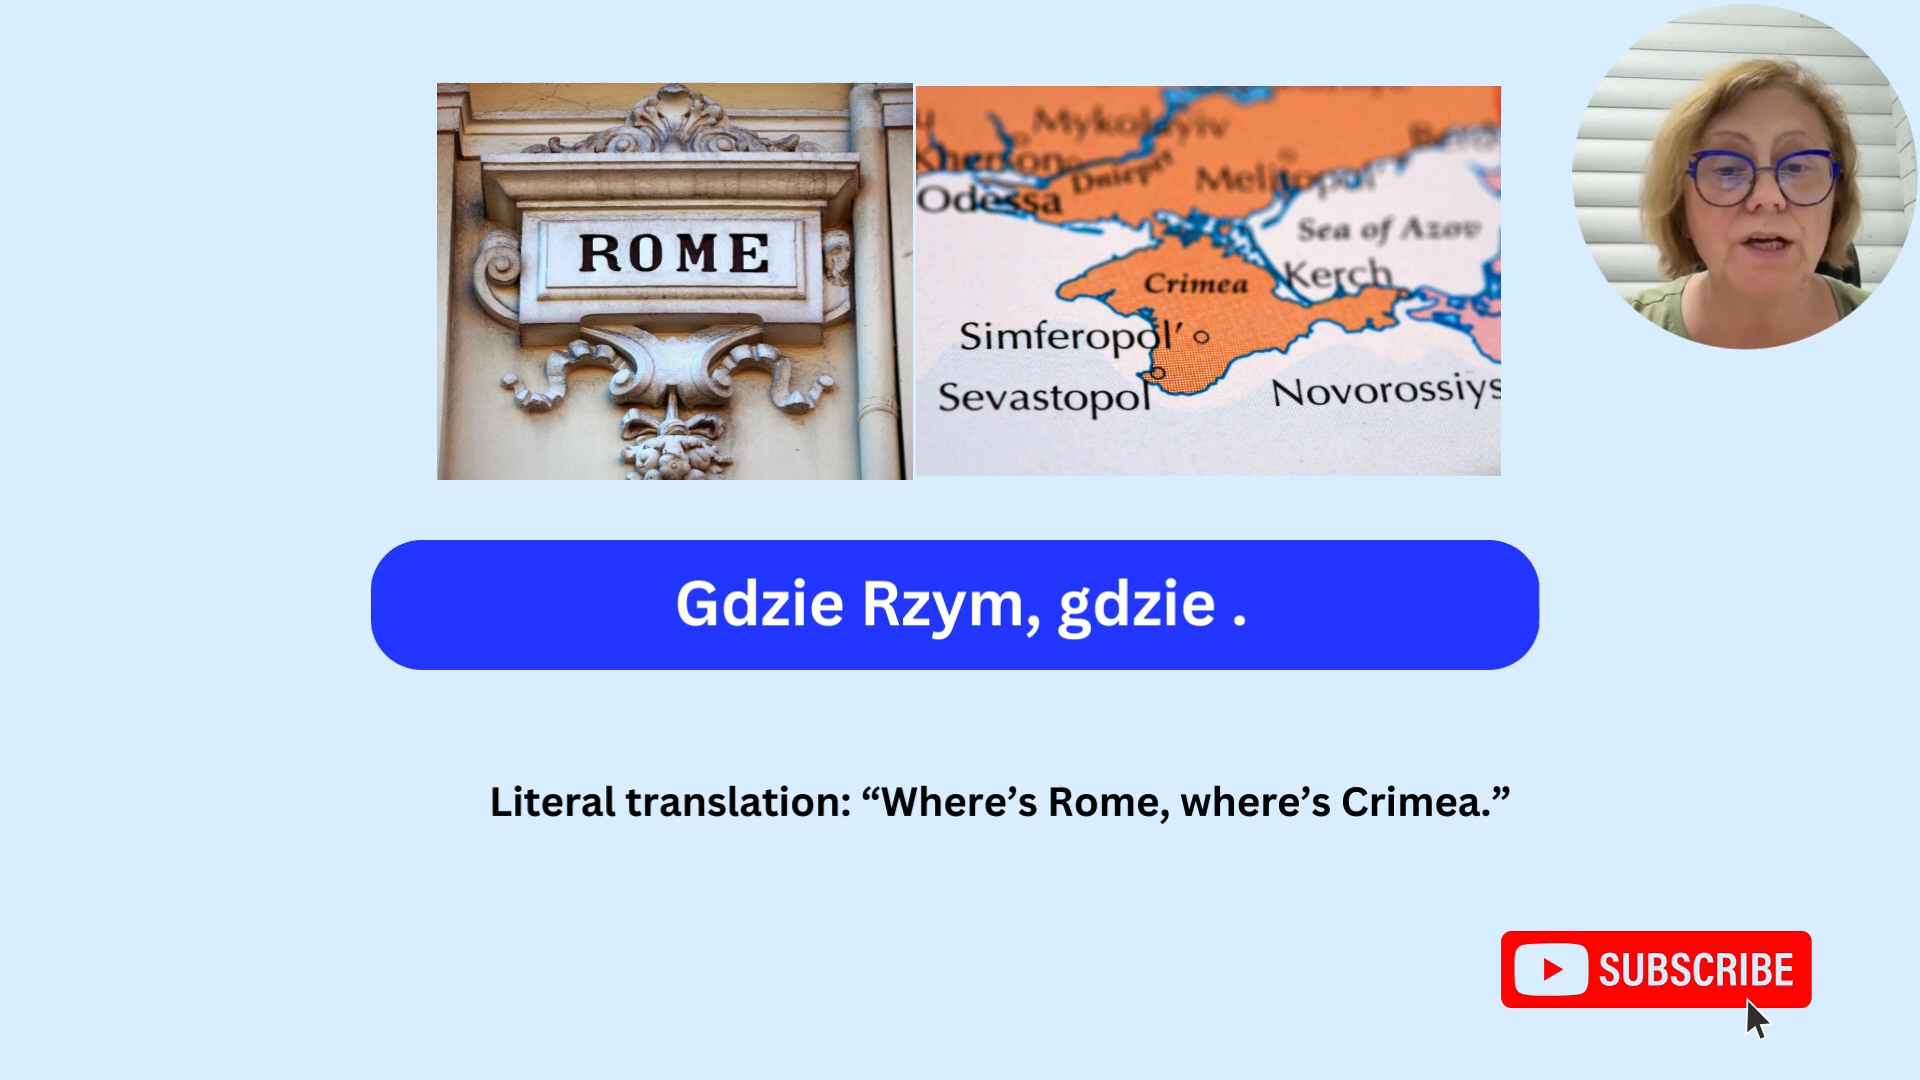 ROME
Mykolayiv
Kherson
Dniepr
Melitopol'
Odessa
Sea of Azov
Kerch
Crimea
Simferopol′
Sevastopol
Novorossiys
Gdzie Rzym, gdzie .
Literal translation: “Where’s Rome, where’s Crimea.”
SUBSCRIBE